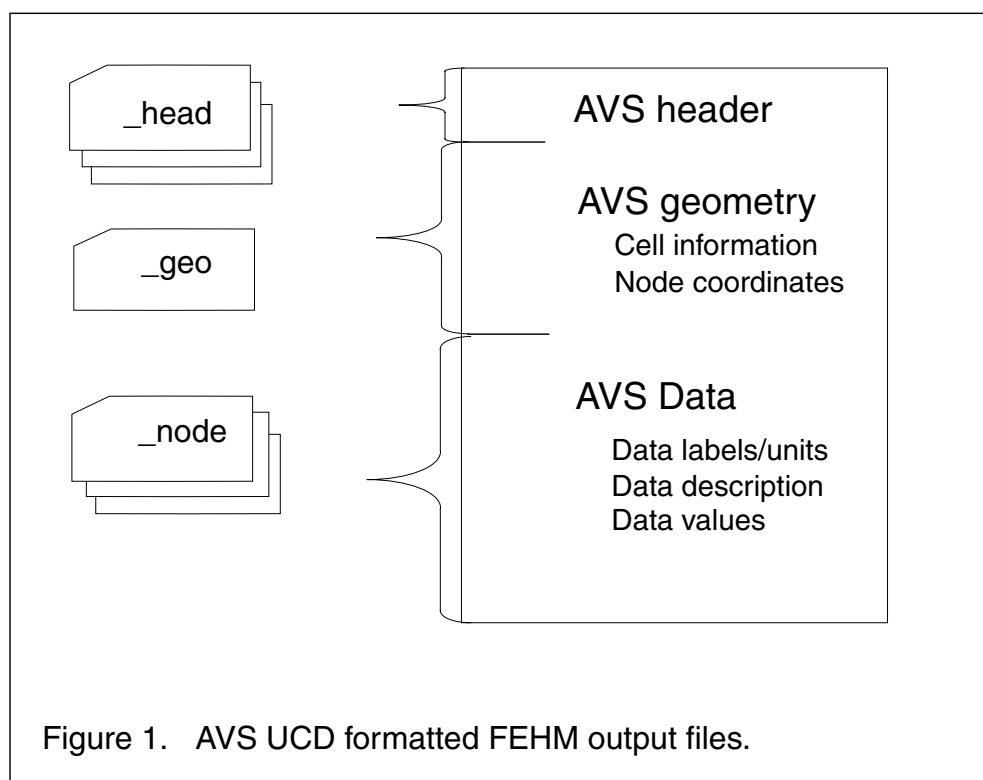 _head
AVS header
AVS geometry
Cell information
_geo
Node coordinates
AVS Data
_node
Data labels/units
Data description
Data values
Figure 1. AVS UCD formatted FEHM output files.